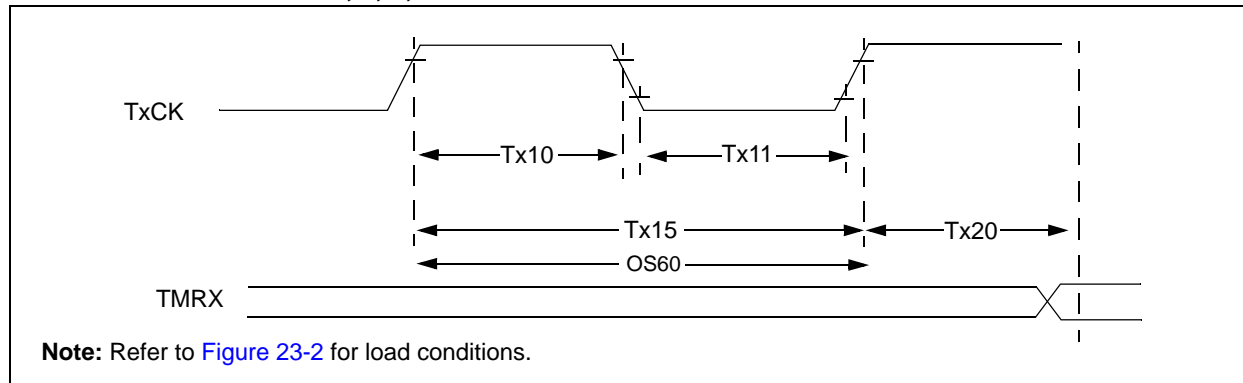 TxCK
Tx10
Tx11
Tx15
Tx20
OS60
TMRX
Note: Refer to Figure 23-2 for load conditions.